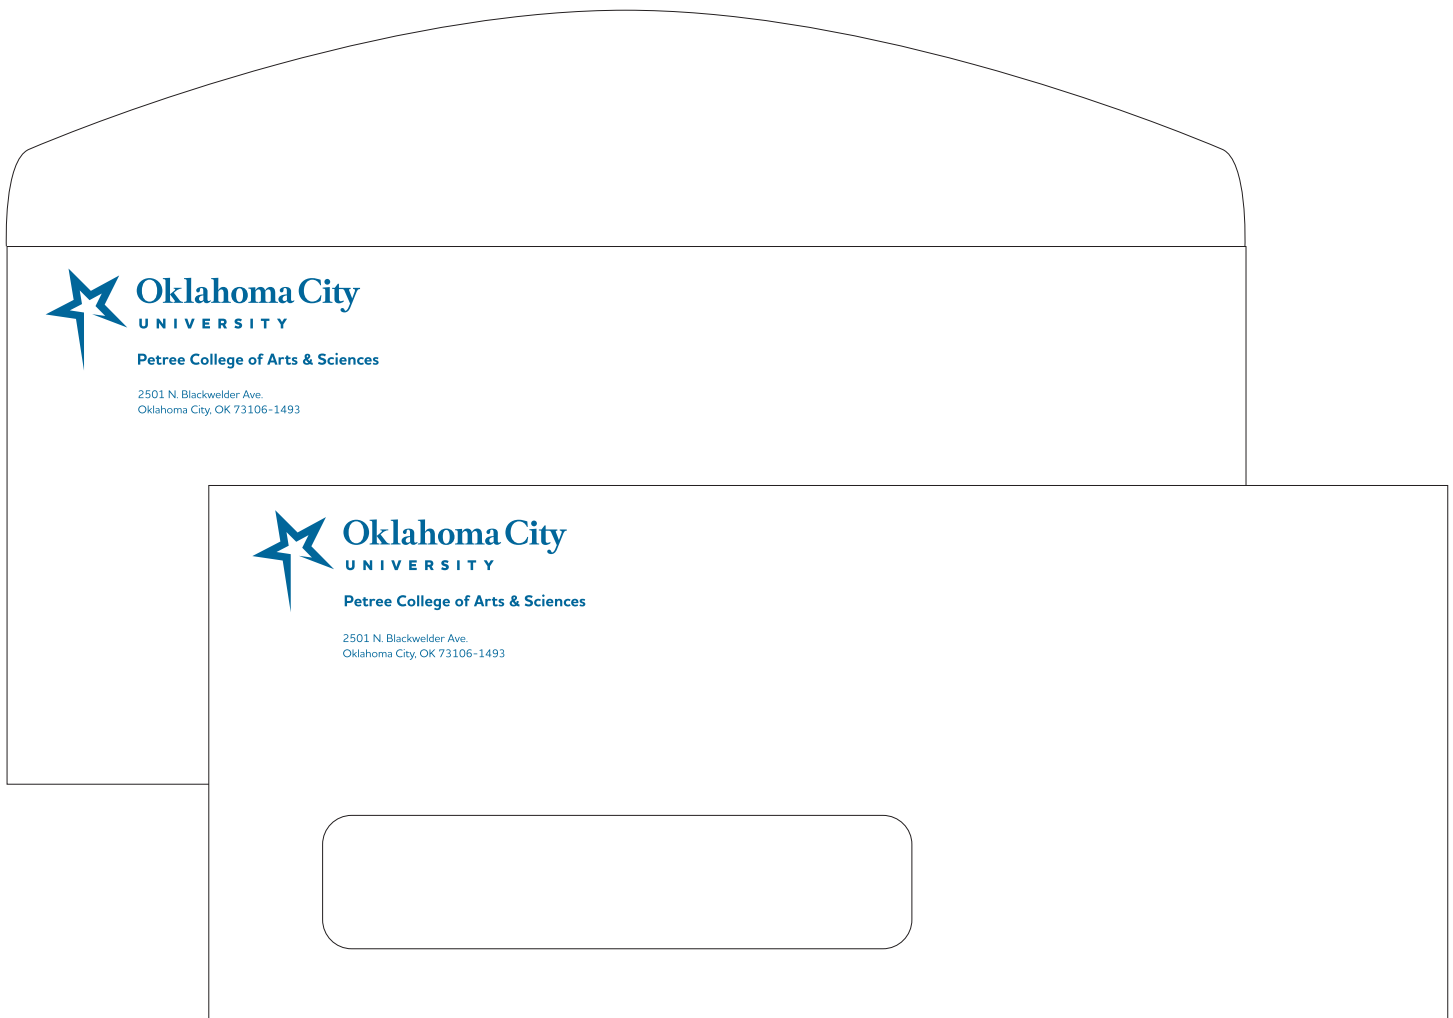 Oklahoma City
UNIVERSITY
Petree College of Arts & Sciences
2501 N. Blackwelder Ave.
Oklahoma City, OK 73106-1493
Oklahoma City
UNIVERSITY
Petree College of Arts & Sciences
2501 N. Blackwelder Ave.
Oklahoma City, OK 73106-1493